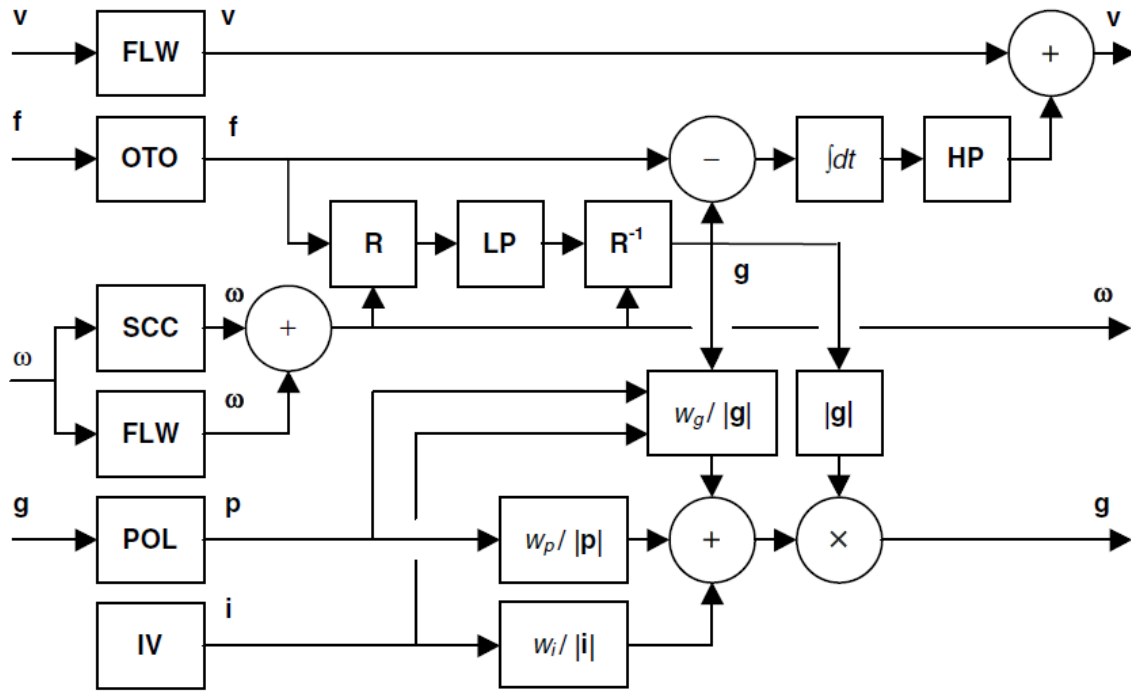 v v v
FLW +
f f
OTO − ∫dt HP
R LP R⁻¹
g
ω ω
SCC +
ω
ω
FLW w_g / |g| |g|
g p g
POL w_p / |p| + ×
i
IV w_i / |i|